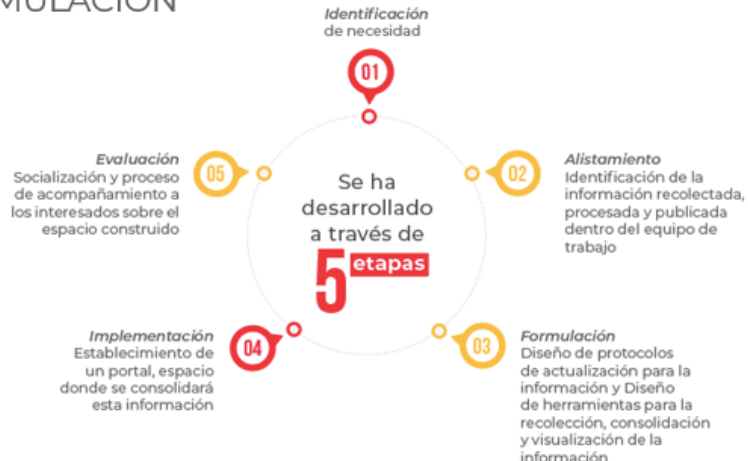 MULACIÓN
Identificación
de necesidad
01
02
Alistamiento
Identificación de la
información recolectada,
procesada y publicada
dentro del equipo de
trabajo
03
Formulación
Diseño de protocolos
de actualización para la
información y Diseño
de herramientas para la
recolección, consolidación
y visualización de la
información
04
Implementación
Establecimiento de
un portal, espacio
donde se consolidará
esta información
05
Evaluación
Socialización y proceso
de acompañamiento a
los interesados sobre el
espacio construido
Se ha
desarrollado
a través de
5 etapas